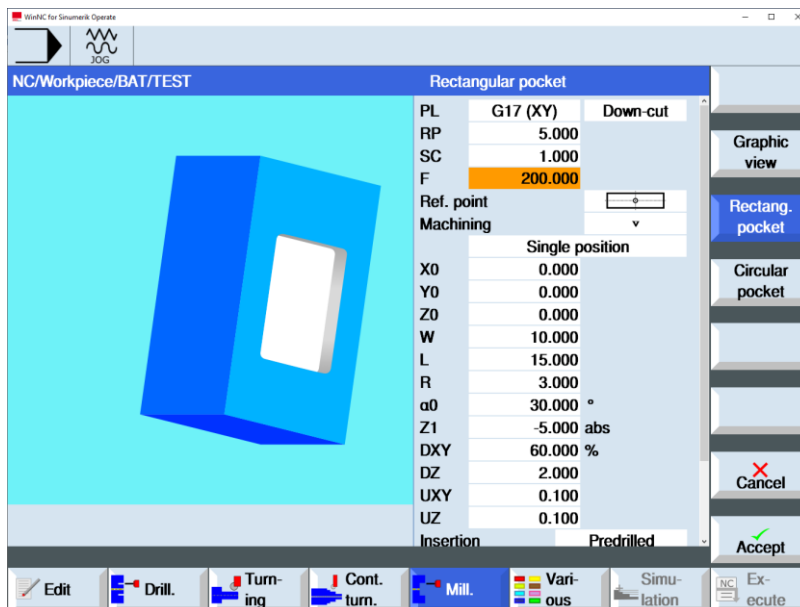 WinNC for Sinumerik Operate
JOG
NC/Workpiece/BAT/TEST
Rectangular pocket
PL G17 (XY) Down-cut
RP 5.000
SC 1.000
F 200.000
Ref. point
Machining v
Single position
X0 0.000
Y0 0.000
Z0 0.000
W 10.000
L 15.000
R 3.000
α0 30.000 °
Z1 -5.000 abs
DXY 60.000 %
DZ 2.000
UXY 0.100
UZ 0.100
Insertion Predrilled
Graphic
view
Rectang.
pocket
Circular
pocket
Cancel
Accept
Edit
Drill.
Turn-
ing
Cont.
turn.
Mill.
Vari-
ous
Simu-
lation
NC
Ex-
ecute